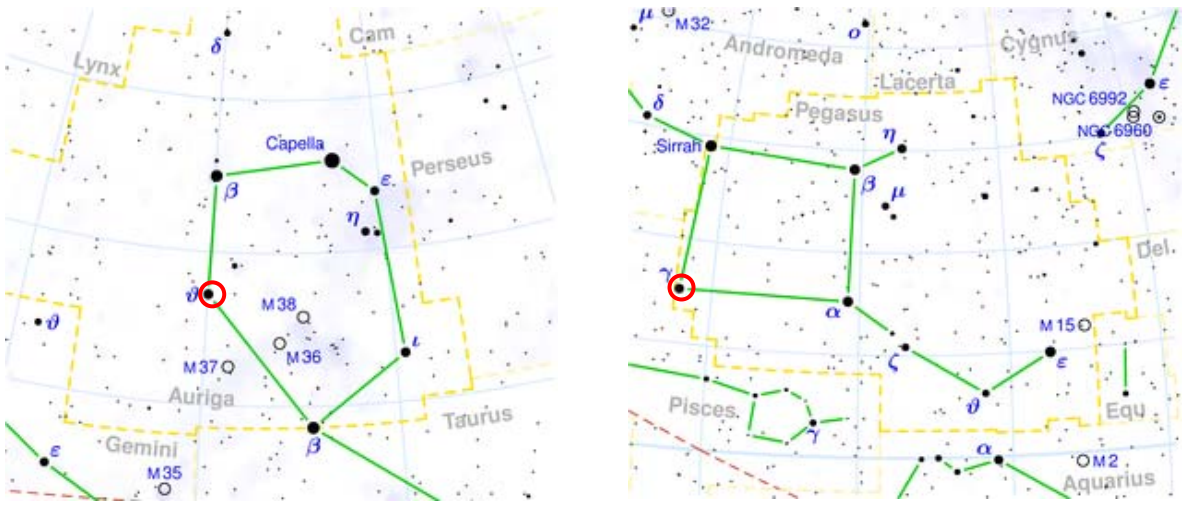 δ
Cam
Lynx
Capella
Perseus
β
ε
η
ϑ
M 38
ϑ
M 36
ι
M 37
Auriga
Taurus
Gemini
β
ε
M 35
μ
M 32
ο
Andromeda
Cygnus
Lacerta
ε
δ
NGC 6992
Pegasus
η
NGC 6960
Sirrah
ζ
β
μ
Del
γ
α
M 15
ζ
ε
Pisces
ϑ
Equ
γ
α
M 2
Aquarius